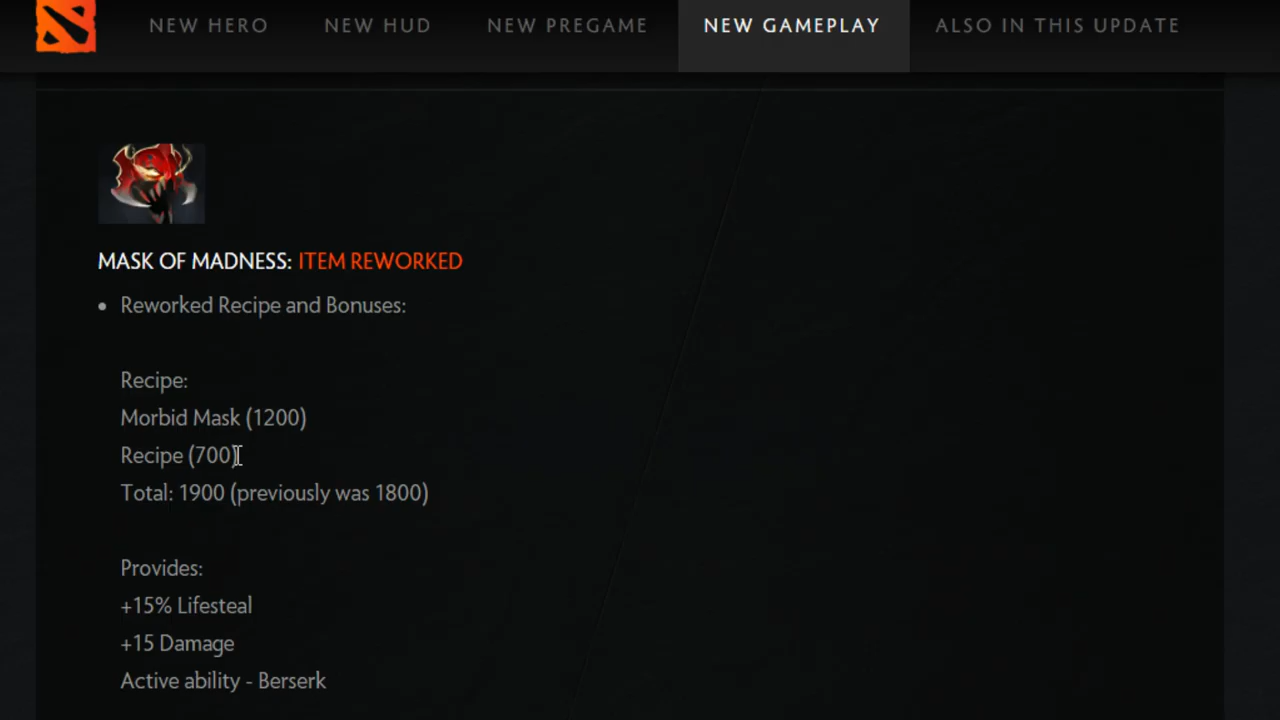 NEW HERO NEW HUD NEW PREGAME NEW GAMEPLAY ALSO IN THIS UPDATE
MASK OF MADNESS: ITEM REWORKED
• Reworked Recipe and Bonuses:
Recipe:
Morbid Mask (1200)
Recipe (700)
Total: 1900 (previously was 1800)
Provides:
+15% Lifesteal
+15 Damage
Active ability - Berserk